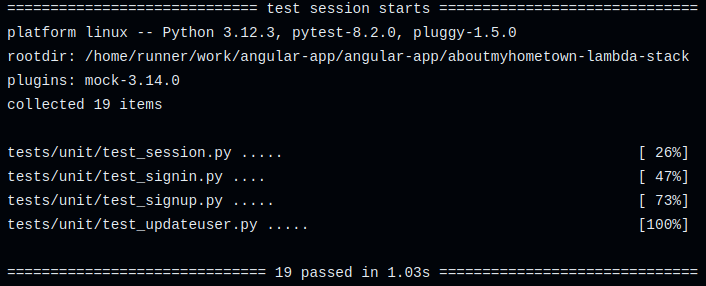 ============================= test session starts ==============================
platform linux -- Python 3.12.3, pytest-8.2.0, pluggy-1.5.0
rootdir: /home/runner/work/angular-app/angular-app/aboutmyhometown-lambda-stack
plugins: mock-3.14.0
collected 19 items
tests/unit/test_session.py ..... [ 26%]
tests/unit/test_signin.py .... [ 47%]
tests/unit/test_signup.py ..... [ 73%]
tests/unit/test_updateuser.py ..... [100%]
============================== 19 passed in 1.03s ==============================